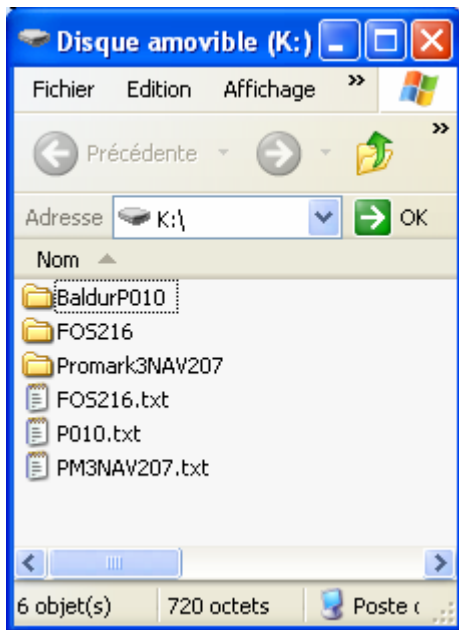 Disque amovible (K:)
Fichier Edition Affichage »
Précédente »
Adresse K:\ OK
Nom
BaldurP010
FOS216
Promark3NAV207
FOS216.txt
P010.txt
PM3NAV207.txt
6 objet(s) 720 octets Poste